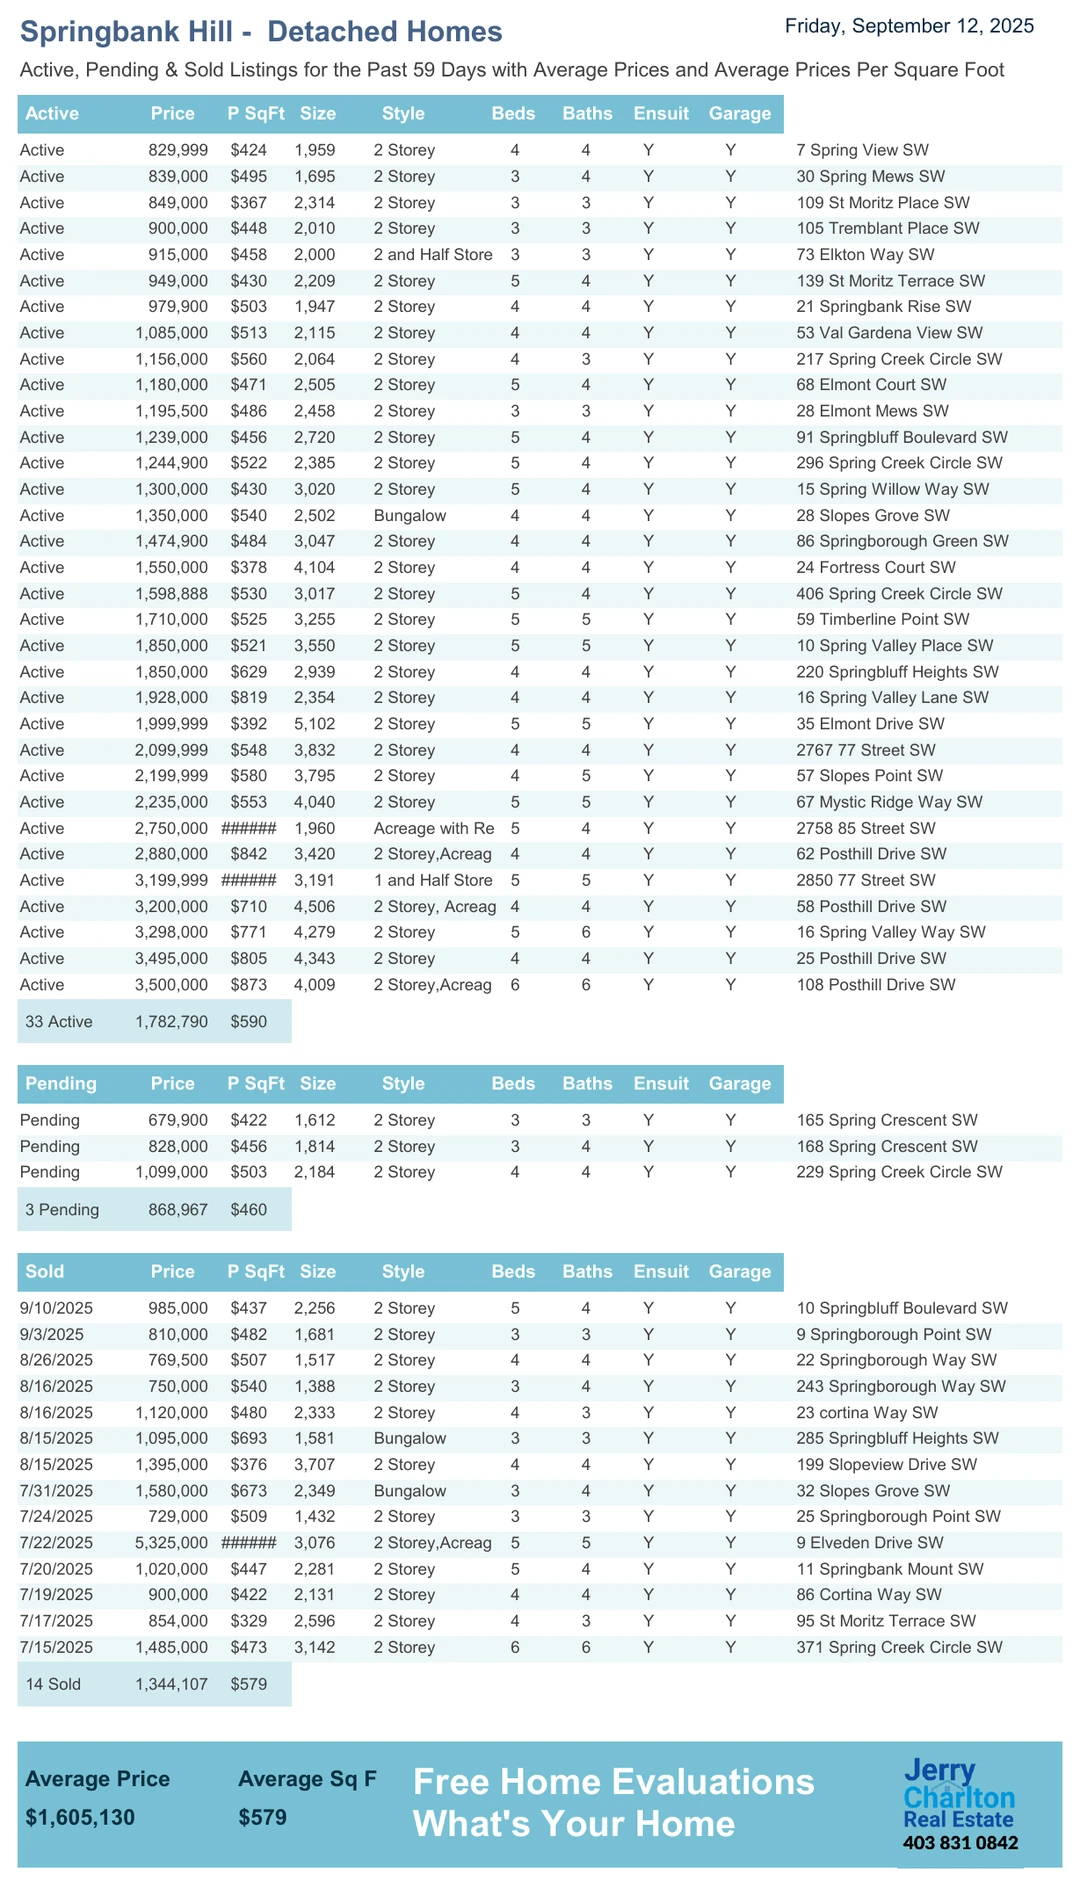 Springbank Hill - Detached Homes
Friday, September 12, 2025
Active, Pending & Sold Listings for the Past 59 Days with Average Prices and Average Prices Per Square Foot
Active Price P SqFt Size Style Beds Baths Ensuit Garage
Active 829,999 $424 1,959 2 Storey 4 4 Y Y 7 Spring View SW
Active 839,000 $495 1,695 2 Storey 3 4 Y Y 30 Spring Mews SW
Active 849,000 $367 2,314 2 Storey 3 3 Y Y 109 St Moritz Place SW
Active 900,000 $448 2,010 2 Storey 3 3 Y Y 105 Tremblant Place SW
Active 915,000 $458 2,000 2 and Half Store 3 3 Y Y 73 Elkton Way SW
Active 949,000 $430 2,209 2 Storey 5 4 Y Y 139 St Moritz Terrace SW
Active 979,900 $503 1,947 2 Storey 4 4 Y Y 21 Springbank Rise SW
Active 1,085,000 $513 2,115 2 Storey 4 4 Y Y 53 Val Gardena View SW
Active 1,156,000 $560 2,064 2 Storey 4 3 Y Y 217 Spring Creek Circle SW
Active 1,180,000 $471 2,505 2 Storey 5 4 Y Y 68 Elmont Court SW
Active 1,195,500 $486 2,458 2 Storey 3 3 Y Y 28 Elmont Mews SW
Active 1,239,000 $456 2,720 2 Storey 5 4 Y Y 91 Springbluff Boulevard SW
Active 1,244,900 $522 2,385 2 Storey 5 4 Y Y 296 Spring Creek Circle SW
Active 1,300,000 $430 3,020 2 Storey 5 4 Y Y 15 Spring Willow Way SW
Active 1,350,000 $540 2,502 Bungalow 4 4 Y Y 28 Slopes Grove SW
Active 1,474,900 $484 3,047 2 Storey 4 4 Y Y 86 Springborough Green SW
Active 1,550,000 $378 4,104 2 Storey 4 4 Y Y 24 Fortress Court SW
Active 1,598,888 $530 3,017 2 Storey 5 4 Y Y 406 Spring Creek Circle SW
Active 1,710,000 $525 3,255 2 Storey 5 5 Y Y 59 Timberline Point SW
Active 1,850,000 $521 3,550 2 Storey 5 5 Y Y 10 Spring Valley Place SW
Active 1,850,000 $629 2,939 2 Storey 4 4 Y Y 220 Springbluff Heights SW
Active 1,928,000 $819 2,354 2 Storey 4 4 Y Y 16 Spring Valley Lane SW
Active 1,999,999 $392 5,102 2 Storey 5 5 Y Y 35 Elmont Drive SW
Active 2,099,999 $548 3,832 2 Storey 4 4 Y Y 2767 77 Street SW
Active 2,199,999 $580 3,795 2 Storey 4 5 Y Y 57 Slopes Point SW
Active 2,235,000 $553 4,040 2 Storey 5 5 Y Y 67 Mystic Ridge Way SW
Active 2,750,000 ###### 1,960 Acreage with Re 5 4 Y Y 2758 85 Street SW
Active 2,880,000 $842 3,420 2 Storey,Acreag 4 4 Y Y 62 Posthill Drive SW
Active 3,199,999 ###### 3,191 1 and Half Store 5 5 Y Y 2850 77 Street SW
Active 3,200,000 $710 4,506 2 Storey, Acreag 4 4 Y Y 58 Posthill Drive SW
Active 3,298,000 $771 4,279 2 Storey 5 6 Y Y 16 Spring Valley Way SW
Active 3,495,000 $805 4,343 2 Storey 4 4 Y Y 25 Posthill Drive SW
Active 3,500,000 $873 4,009 2 Storey,Acreag 6 6 Y Y 108 Posthill Drive SW
33 Active 1,782,790 $590
Pending Price P SqFt Size Style Beds Baths Ensuit Garage
Pending 679,900 $422 1,612 2 Storey 3 3 Y Y 165 Spring Crescent SW
Pending 828,000 $456 1,814 2 Storey 3 4 Y Y 168 Spring Crescent SW
Pending 1,099,000 $503 2,184 2 Storey 4 4 Y Y 229 Spring Creek Circle SW
3 Pending 868,967 $460
Sold Price P SqFt Size Style Beds Baths Ensuit Garage
9/10/2025 985,000 $437 2,256 2 Storey 5 4 Y Y 10 Springbluff Boulevard SW
9/3/2025 810,000 $482 1,681 2 Storey 3 3 Y Y 9 Springborough Point SW
8/26/2025 769,500 $507 1,517 2 Storey 4 4 Y Y 22 Springborough Way SW
8/16/2025 750,000 $540 1,388 2 Storey 3 4 Y Y 243 Springborough Way SW
8/16/2025 1,120,000 $480 2,333 2 Storey 4 3 Y Y 23 cortina Way SW
8/15/2025 1,095,000 $693 1,581 Bungalow 3 3 Y Y 285 Springbluff Heights SW
8/15/2025 1,395,000 $376 3,707 2 Storey 4 4 Y Y 199 Slopeview Drive SW
7/31/2025 1,580,000 $673 2,349 Bungalow 3 4 Y Y 32 Slopes Grove SW
7/24/2025 729,000 $509 1,432 2 Storey 3 3 Y Y 25 Springborough Point SW
7/22/2025 5,325,000 ###### 3,076 2 Storey,Acreag 5 5 Y Y 9 Elveden Drive SW
7/20/2025 1,020,000 $447 2,281 2 Storey 5 4 Y Y 11 Springbank Mount SW
7/19/2025 900,000 $422 2,131 2 Storey 4 4 Y Y 86 Cortina Way SW
7/17/2025 854,000 $329 2,596 2 Storey 4 3 Y Y 95 St Moritz Terrace SW
7/15/2025 1,485,000 $473 3,142 2 Storey 6 6 Y Y 371 Spring Creek Circle SW
14 Sold 1,344,107 $579
Average Price Average Sq F
$1,605,130 $579
Free Home Evaluations
What's Your Home
Jerry
Charlton
Real Estate
403 831 0842